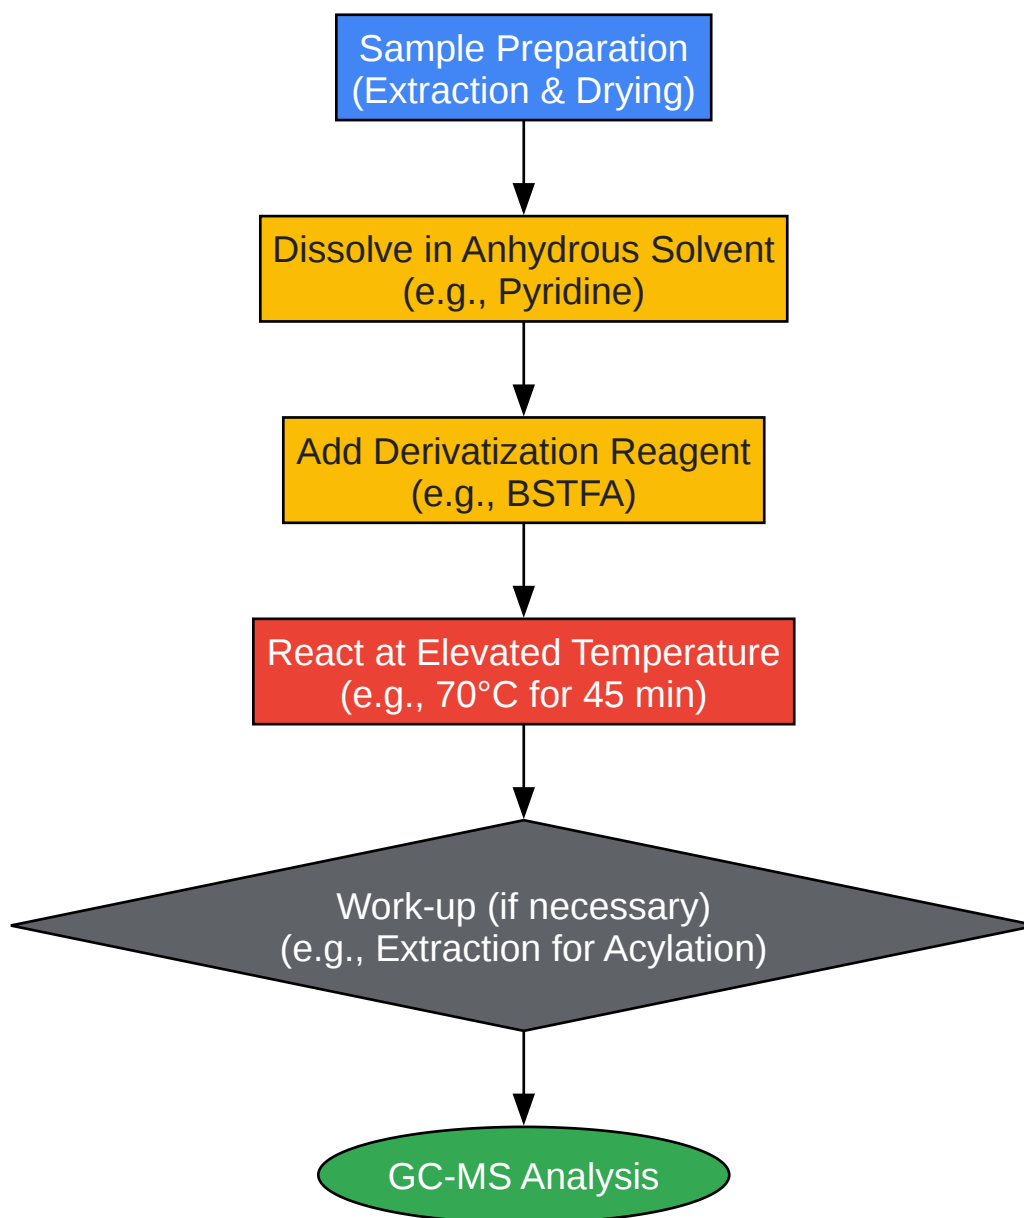 Sample Preparation
(Extraction & Drying)
Dissolve in Anhydrous Solvent
(e.g., Pyridine)
Add Derivatization Reagent
(e.g., BSTFA)
React at Elevated Temperature
(e.g., 70°C for 45 min)
Work-up (if necessary)
(e.g., Extraction for Acylation)
GC-MS Analysis